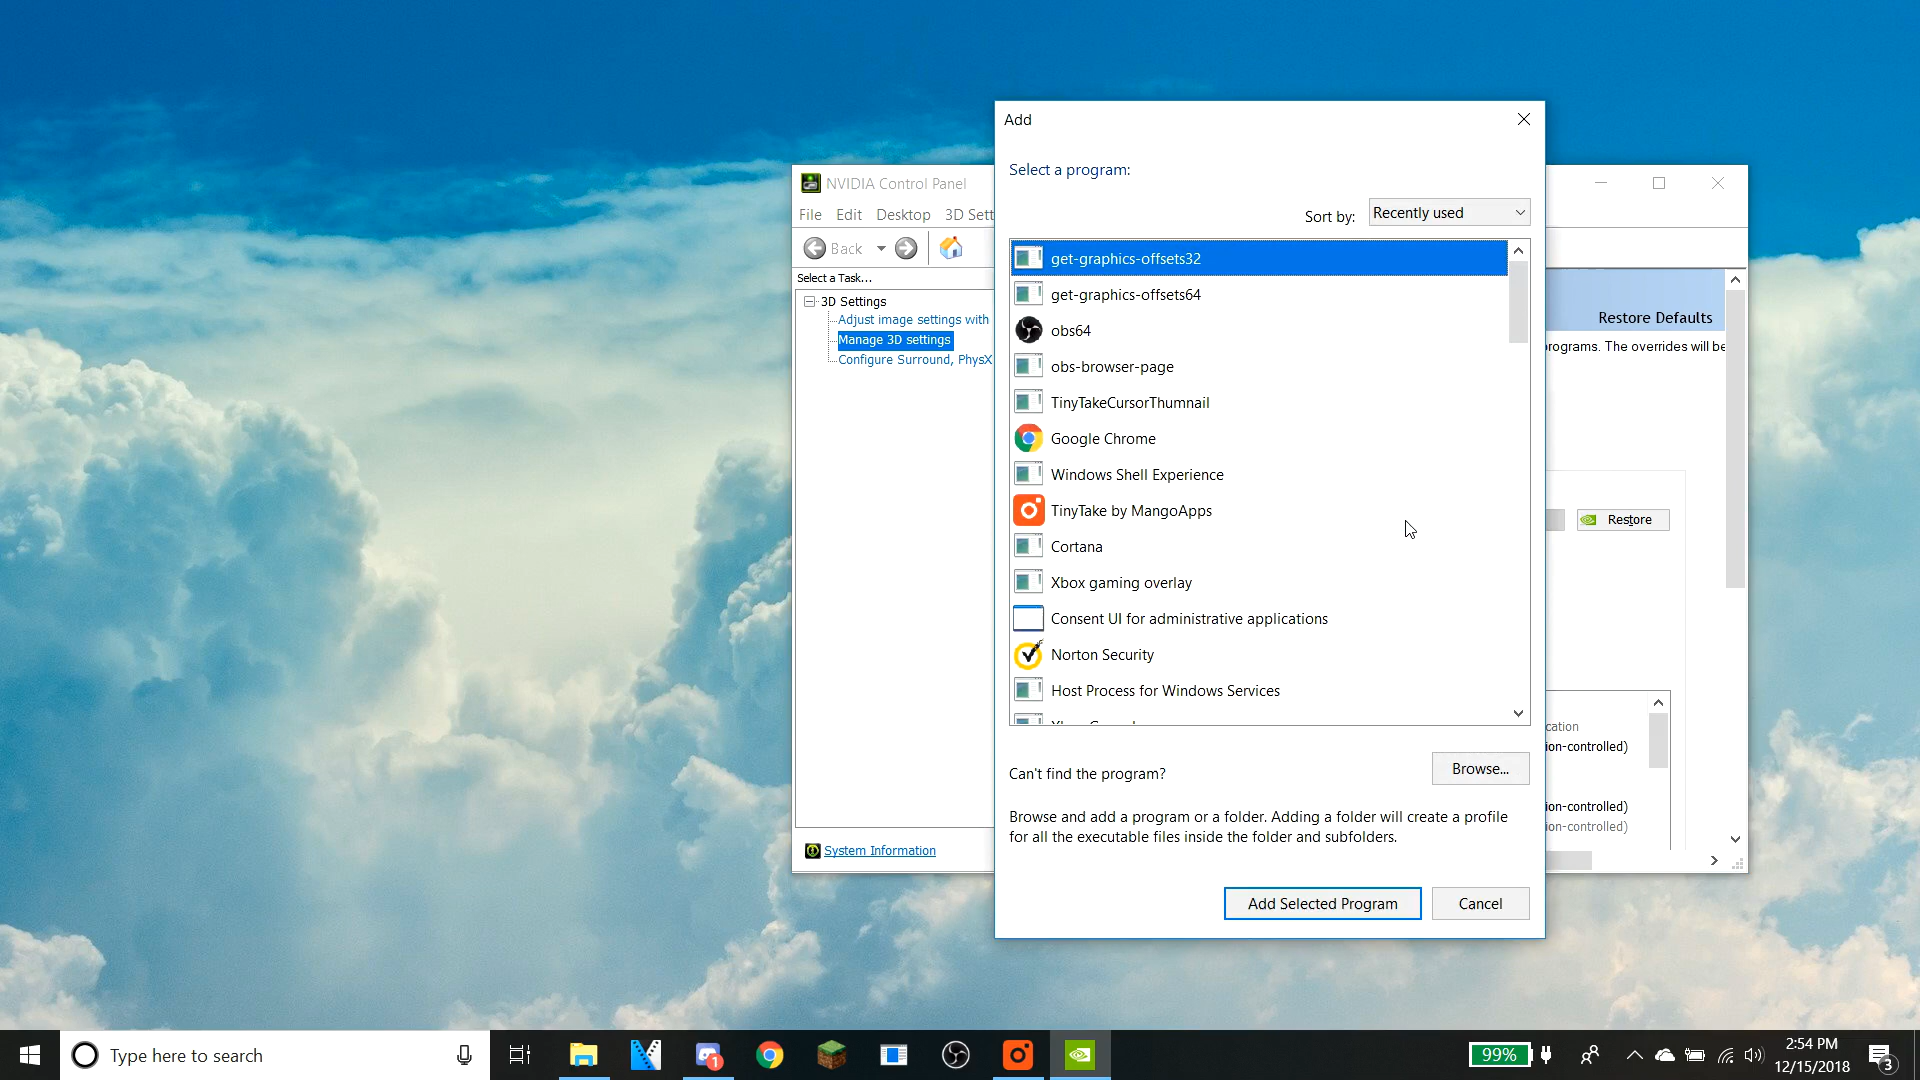 Add
Select a program:
Sort by:
Recently used
get-graphics-offsets32
get-graphics-offsets64
obs64
obs-browser-page
TinyTakeCursorThumnail
Google Chrome
Windows Shell Experience
TinyTake by MangoApps
Cortana
Xbox gaming overlay
Consent UI for administrative applications
Norton Security
Host Process for Windows Services
Can't find the program?
Browse...
Browse and add a program or a folder. Adding a folder will create a profile
for all the executable files inside the folder and subfolders.
Add Selected Program
Cancel
NVIDIA Control Panel
File Edit Desktop 3D Sett
Back
Select a Task...
3D Settings
Adjust image settings with
Manage 3D settings
Configure Surround, PhysX
System Information
Restore Defaults
rograms. The overrides will be
Restore
cation
ion-controlled)
ion-controlled)
ion-controlled)
Type here to search
1
99%
2:54 PM
12/15/2018
3